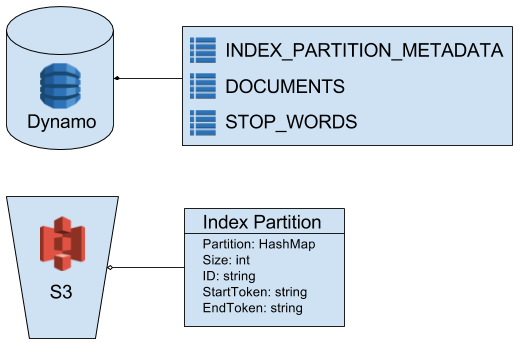 Dynamo
INDEX_PARTITION_METADATA
DOCUMENTS
STOP_WORDS
S3
Index Partition
Partition: HashMap
Size: int
ID: string
StartToken: string
EndToken: string